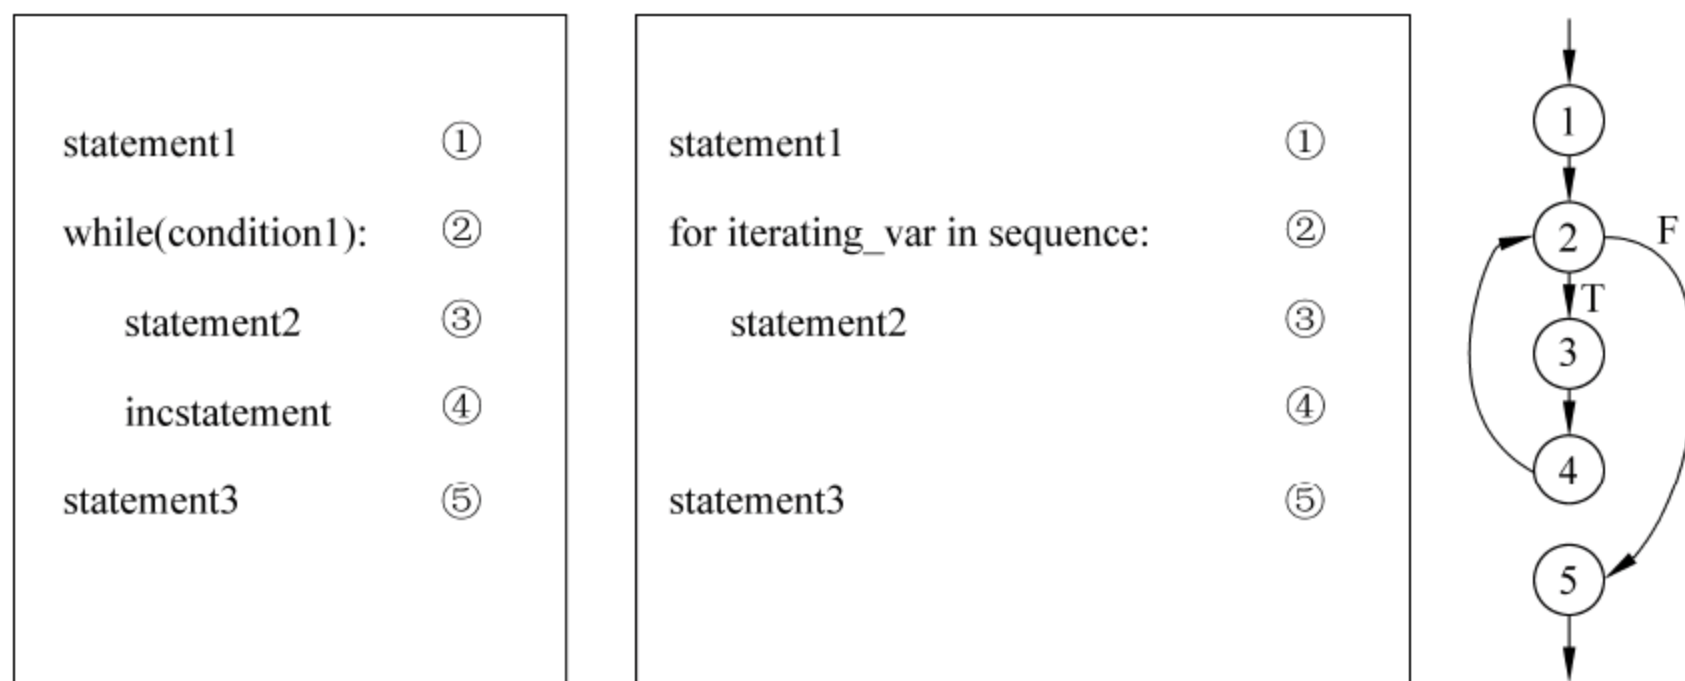 statement1 ①
while(condition1): ②
statement2 ③
incstatement ④
statement3 ⑤
statement1 ①
for iterating_var in sequence: ②
statement2 ③
④
statement3 ⑤
1
2
F
T
3
4
5